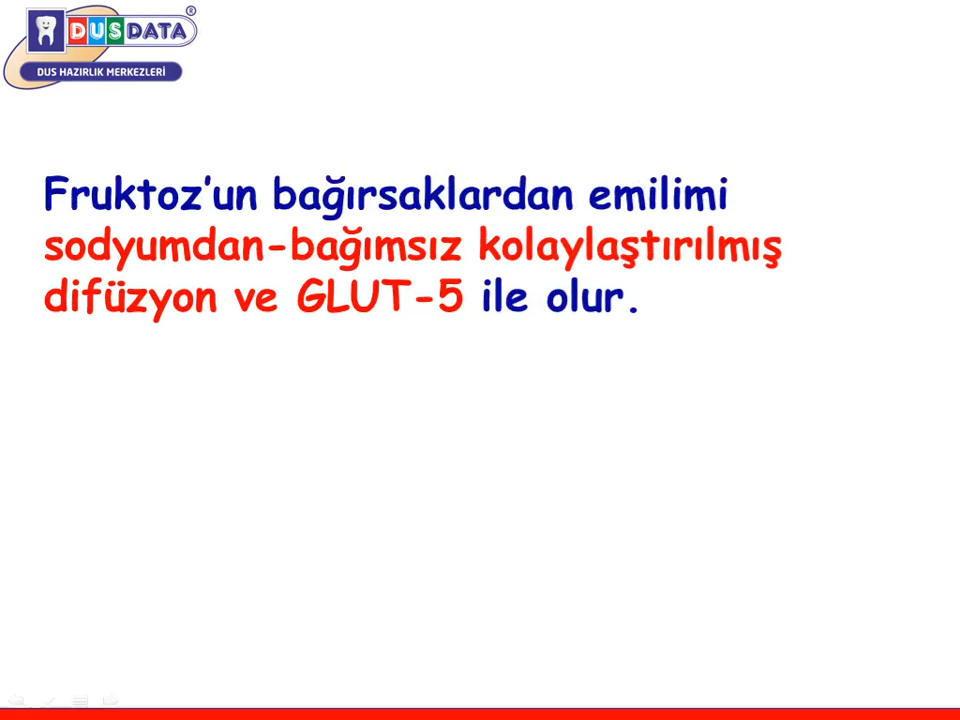 DUSDATA®
DUS HAZIRLIK MERKEZLERİ
Fruktoz’un bağırsaklardan emilimi
sodyumdan-bağımsız kolaylaştırılmış
difüzyon ve GLUT-5 ile olur.